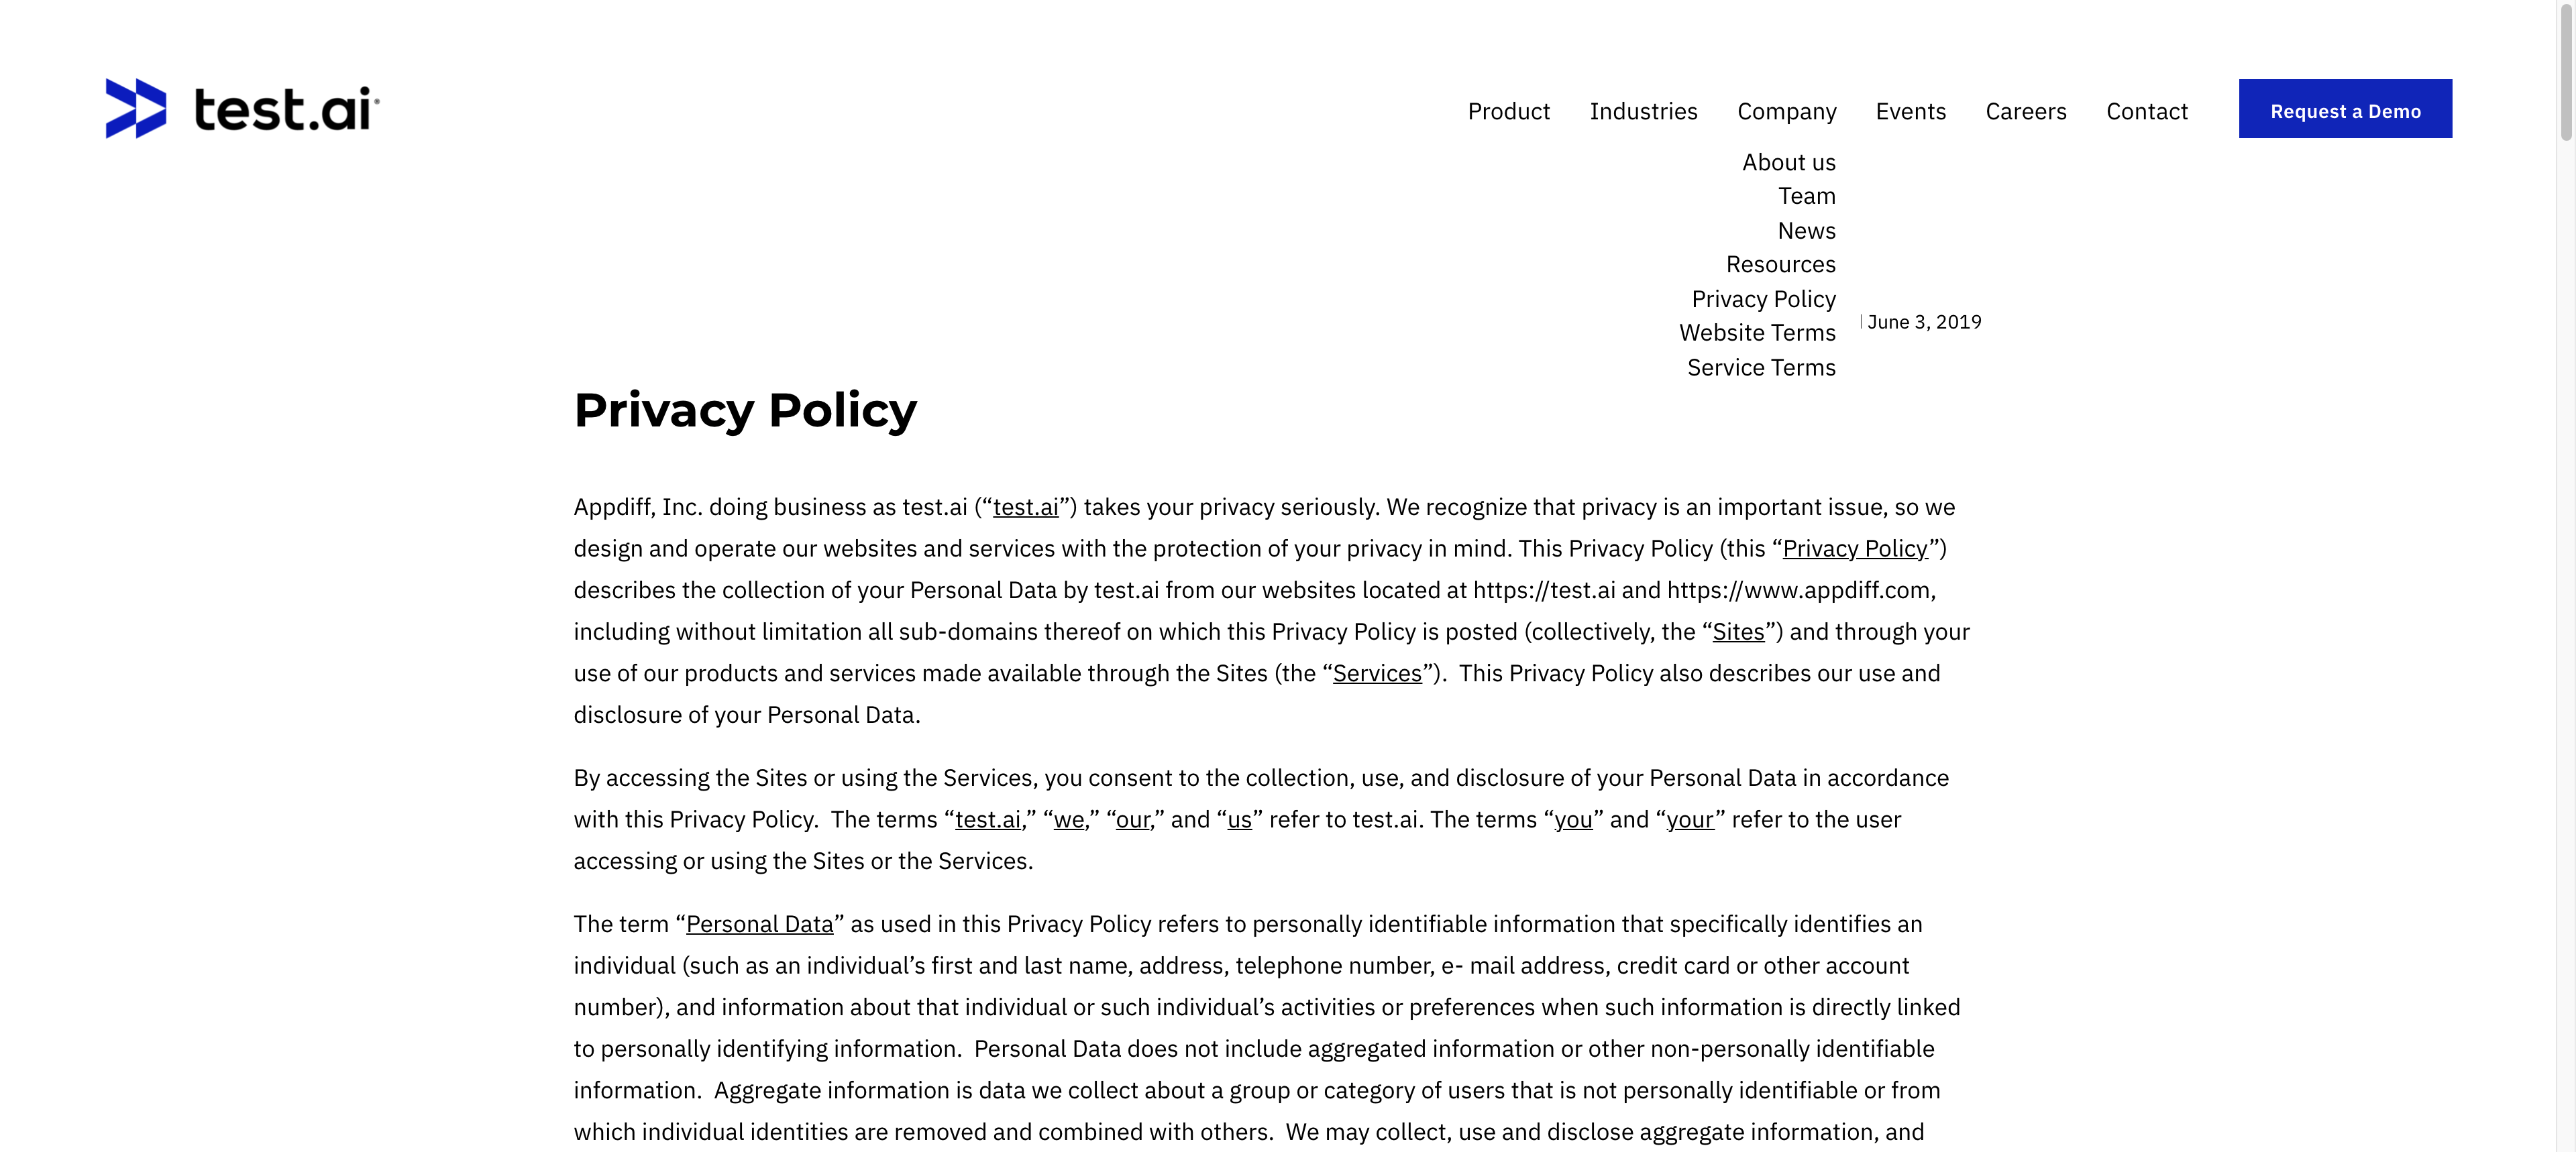 test.ai
Product Industries Company Events Careers Contact Request a Demo
About us
Team
News
Resources
Privacy Policy
Website Terms
Service Terms
| June 3, 2019
Privacy Policy
Appdiff, Inc. doing business as test.ai (“test.ai”) takes your privacy seriously. We recognize that privacy is an important issue, so we
design and operate our websites and services with the protection of your privacy in mind. This Privacy Policy (this “Privacy Policy”)
describes the collection of your Personal Data by test.ai from our websites located at https://test.ai and https://www.appdiff.com,
including without limitation all sub-domains thereof on which this Privacy Policy is posted (collectively, the “Sites”) and through your
use of our products and services made available through the Sites (the “Services”).  This Privacy Policy also describes our use and
disclosure of your Personal Data.
By accessing the Sites or using the Services, you consent to the collection, use, and disclosure of your Personal Data in accordance
with this Privacy Policy.  The terms “test.ai,” “we,” “our,” and “us” refer to test.ai. The terms “you” and “your” refer to the user
accessing or using the Sites or the Services.
The term “Personal Data” as used in this Privacy Policy refers to personally identifiable information that specifically identifies an
individual (such as an individual’s first and last name, address, telephone number, e- mail address, credit card or other account
number), and information about that individual or such individual’s activities or preferences when such information is directly linked
to personally identifying information.  Personal Data does not include aggregated information or other non-personally identifiable
information.  Aggregate information is data we collect about a group or category of users that is not personally identifiable or from
which individual identities are removed and combined with others.  We may collect, use and disclose aggregate information, and